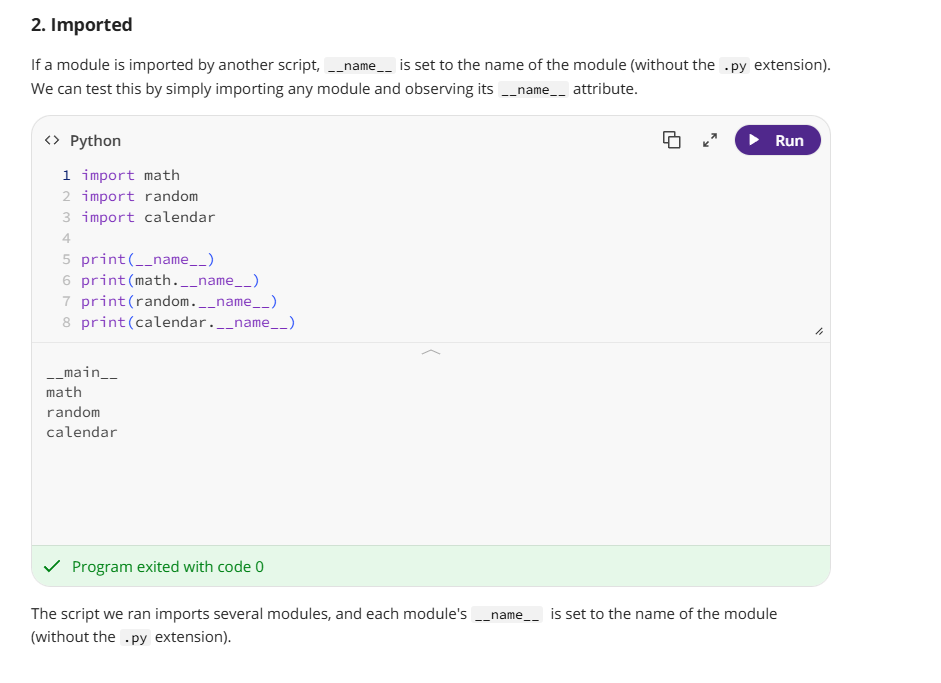 2. Imported
If a module is imported by another script, __name__ is set to the name of the module (without the .py extension).
We can test this by simply importing any module and observing its __name__ attribute.
<> Python
Run
1 import math
2 import random
3 import calendar
4
5 print(__name__)
6 print(math.__name__)
7 print(random.__name__)
8 print(calendar.__name__)
__main__
math
random
calendar
Program exited with code 0
The script we ran imports several modules, and each module's __name__ is set to the name of the module
(without the .py extension).